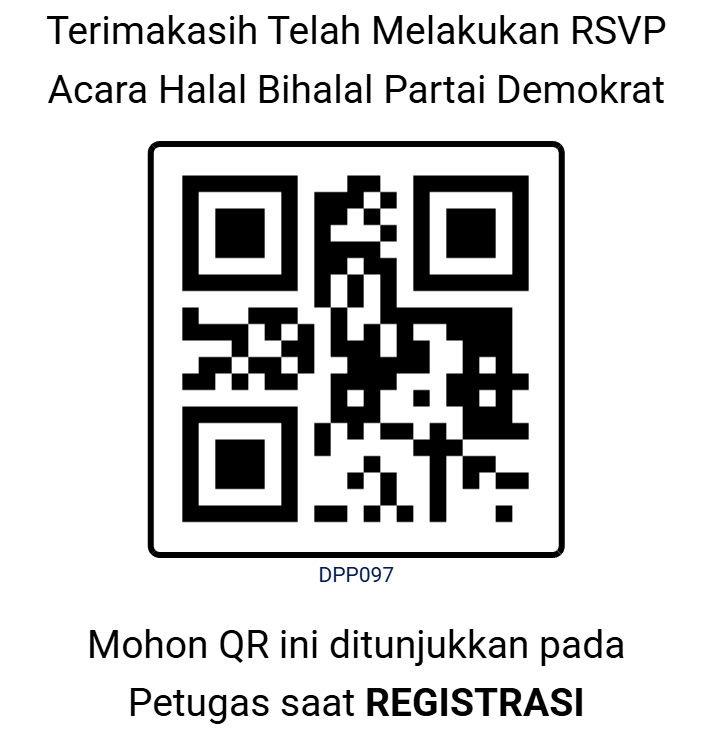 Terimakasih Telah Melakukan RSVP
Acara Halal Bihalal Partai Demokrat
DPP097
Mohon QR ini ditunjukkan pada
Petugas saat REGISTRASI